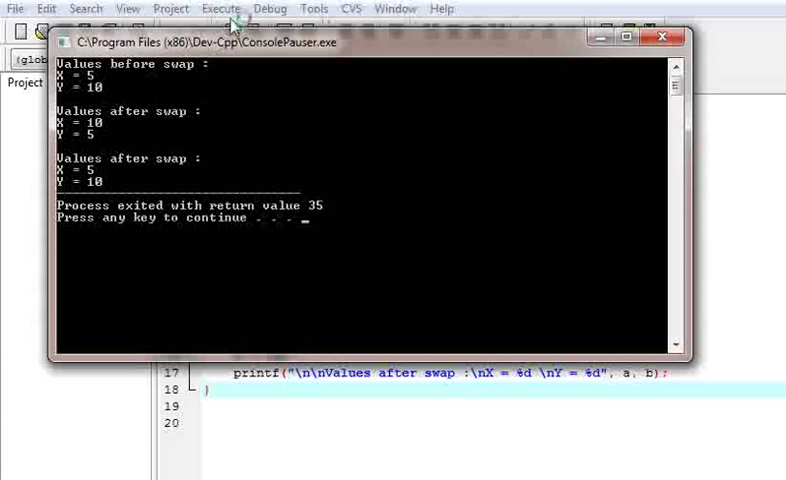 File Edit Search View Project Execute Debug Tools CVS Window Help
C:\Program Files (x86)\Dev-Cpp\ConsolePauser.exe
(glob
Project
Values before swap :
X = 5
Y = 10
Values after swap :
X = 10
Y = 5
Values after swap :
X = 5
Y = 10
--------------------------------
Process exited with return value 35
Press any key to continue . . . _
17 printf("\n\nValues after swap :\nX = %d \nY = %d", a, b);
18 }
19
20